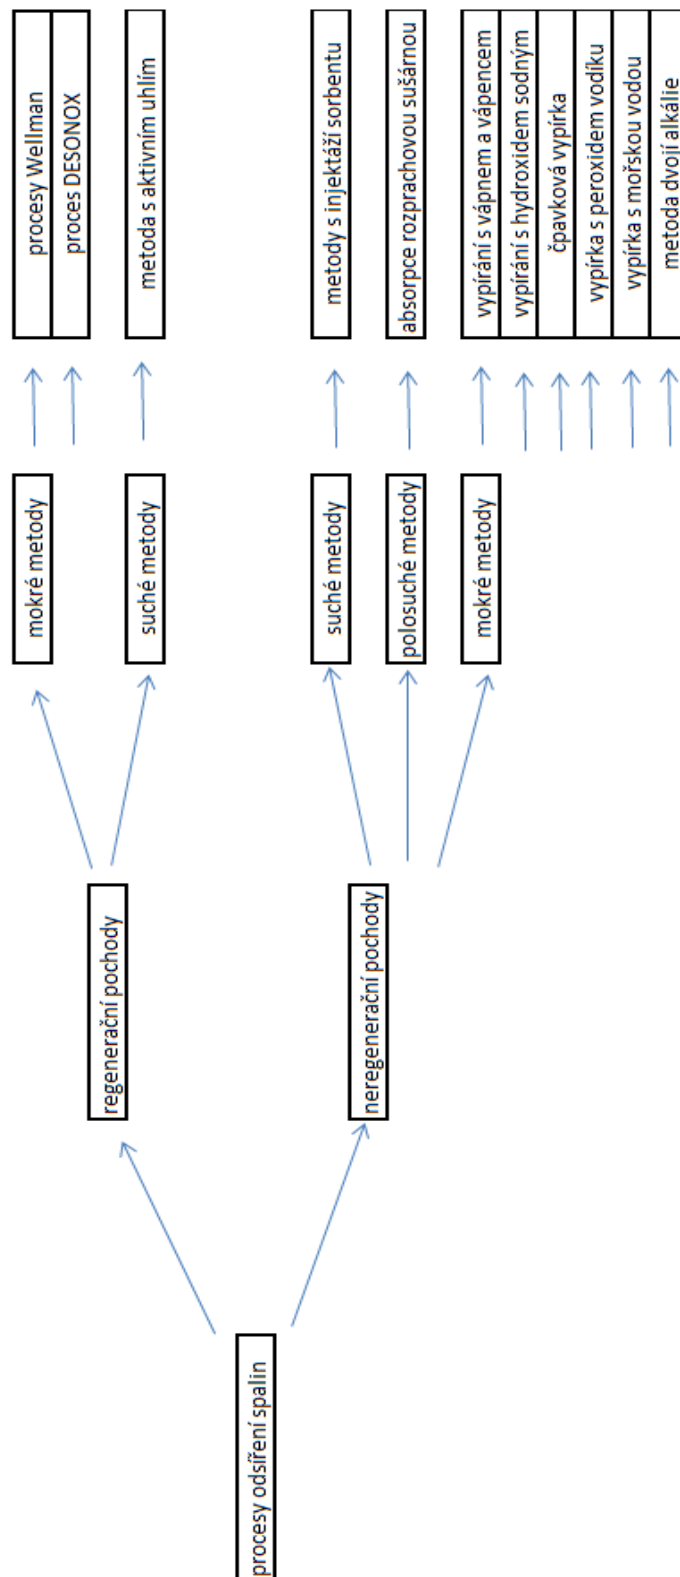 procesy odsíření spalin
regenerační pochody
neregenerační pochody
mokré metody
suché metody
suché metody
polosuché metody
mokré metody
procesy Wellman
proces DESONOX
metoda s aktivním uhlím
metody s injektáží sorbentu
absorpce rozprachovou sušárnou
vypírání s vápnem a vápencem
vypírání s hydroxidem sodným
čpavková vypírka
vypírka s peroxidem vodíku
vypírka s mořskou vodou
metoda dvojí alkálie